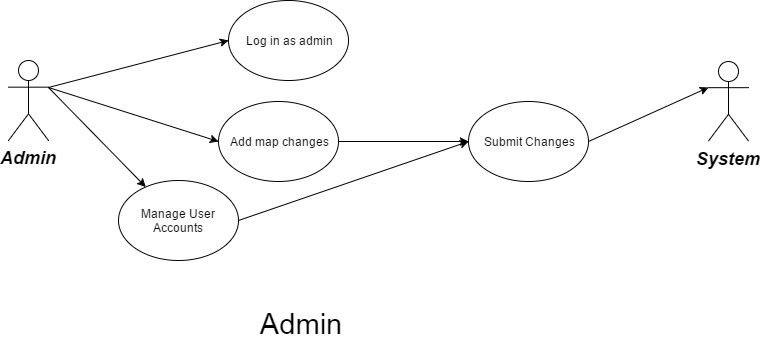 Log in as admin
Add map changes
Submit Changes
Admin
System
Manage User
Accounts
Admin